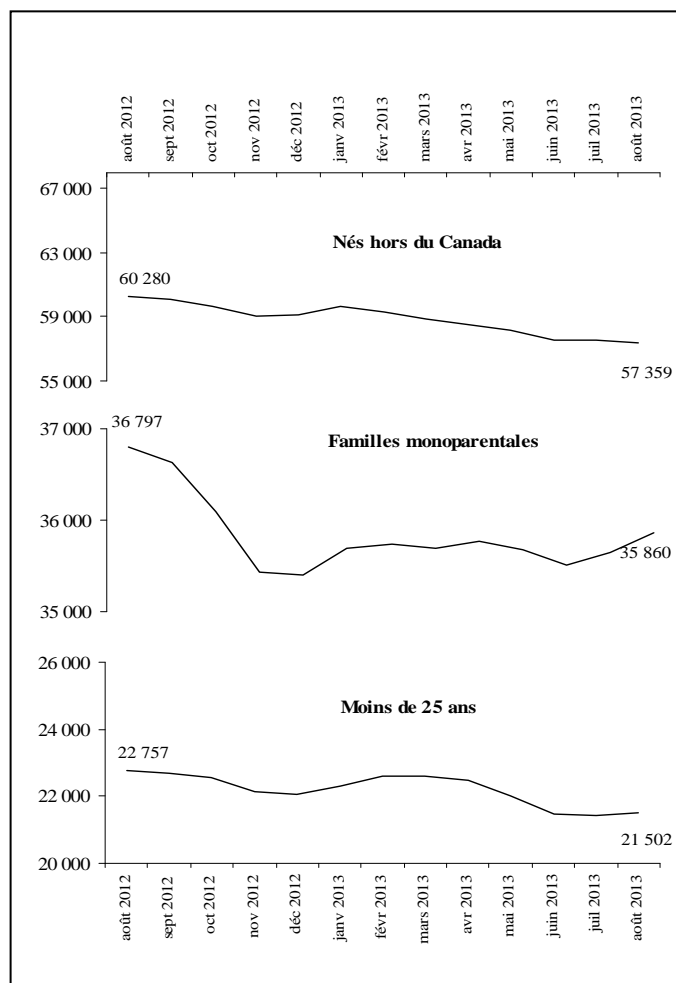 août 2012
sept 2012
oct 2012
nov 2012
déc 2012
janv 2013
févr 2013
mars 2013
avr 2013
mai 2013
juin 2013
juil 2013
août 2013
67 000
63 000
59 000
55 000
Nés hors du Canada
60 280
57 359
37 000
36 000
35 000
36 797
Familles monoparentales
35 860
26 000
24 000
22 000
20 000
Moins de 25 ans
22 757
21 502
août 2012
sept 2012
oct 2012
nov 2012
déc 2012
janv 2013
févr 2013
mars 2013
avr 2013
mai 2013
juin 2013
juil 2013
août 2013